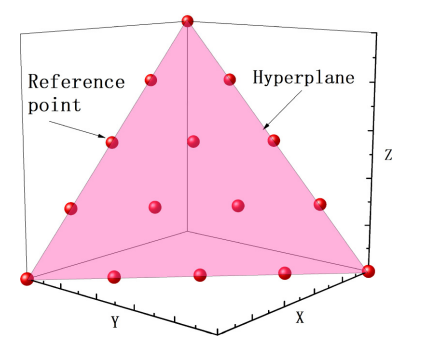 Reference
point
Hyperplane
Z
X
Y